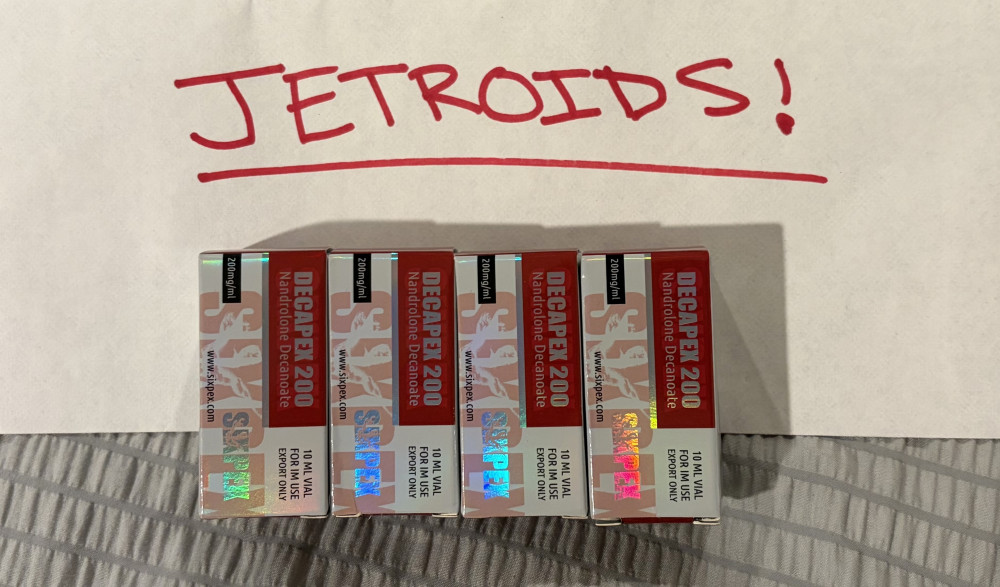 JETROIDS!
200mg/ml
DECAPEX 200
Nandrolone Decanoate
www.sixpex.com
SIXPEX
10 ML VIAL
FOR IM USE
EXPORT ONLY
200mg/ml
DECAPEX 200
Nandrolone Decanoate
www.sixpex.com
SIXPEX
10 ML VIAL
FOR IM USE
EXPORT ONLY
200mg/ml
DECAPEX 200
Nandrolone Decanoate
www.sixpex.com
SIXPEX
10 ML VIAL
FOR IM USE
EXPORT ONLY
200mg/ml
DECAPEX 200
Nandrolone Decanoate
www.sixpex.com
SIXPEX
10 ML VIAL
FOR IM USE
EXPORT ONLY